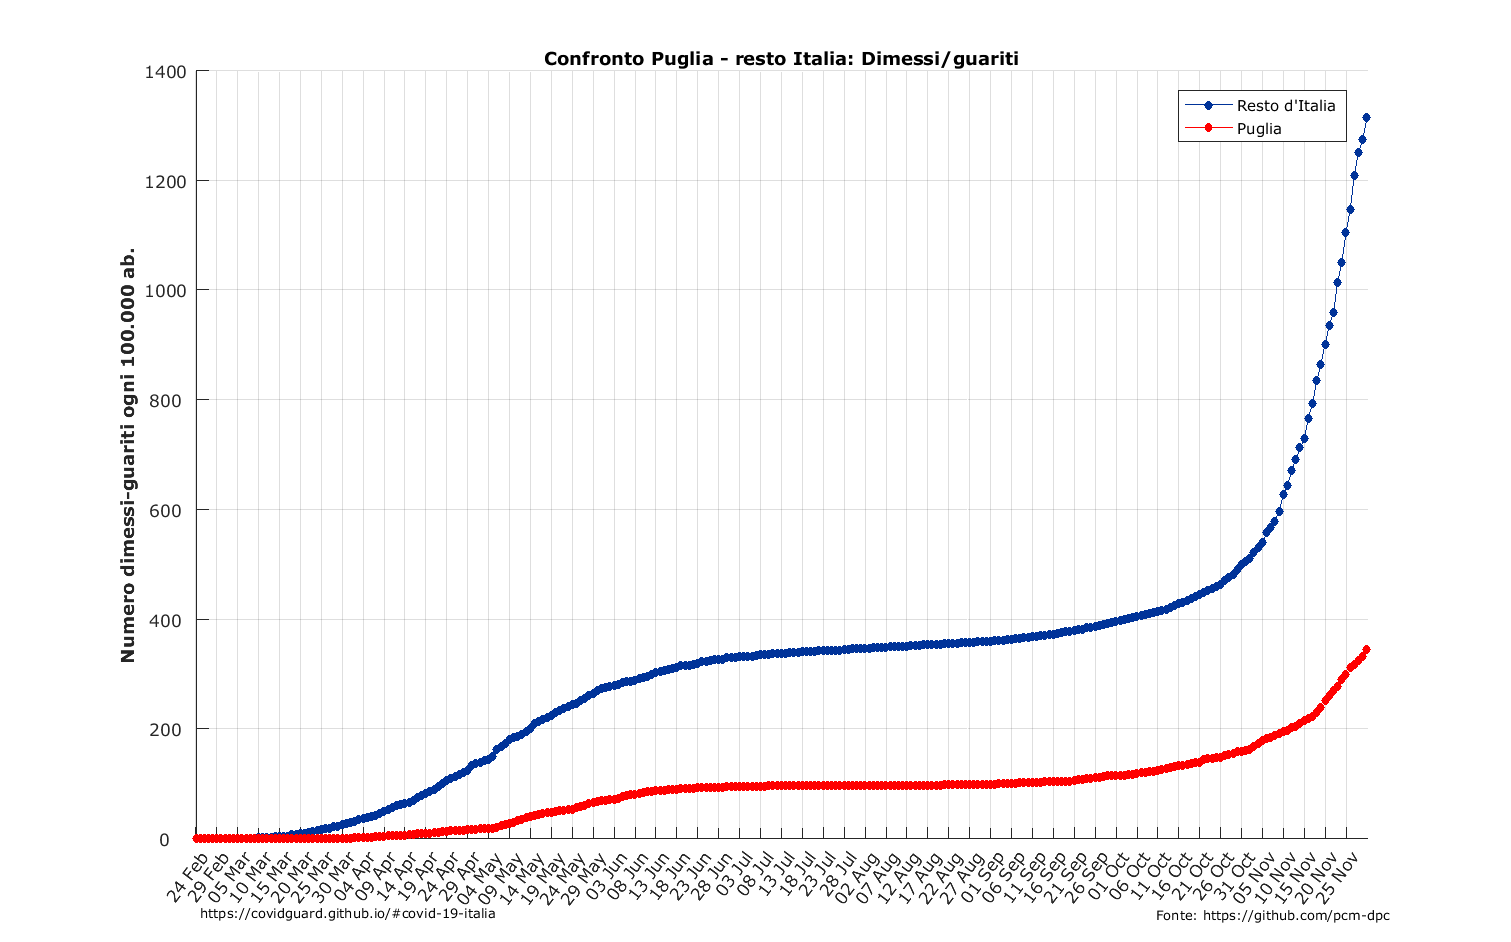 Confronto Puglia - resto Italia: Dimessi/guariti
Numero dimessi-guariti ogni 100.000 ab.
1400
1200
1000
800
600
400
200
0
Resto d'Italia
Puglia
24 Feb
29 Feb
05 Mar
10 Mar
15 Mar
20 Mar
25 Mar
30 Mar
04 Apr
09 Apr
14 Apr
19 Apr
24 Apr
29 Apr
04 May
09 May
14 May
19 May
24 May
29 May
03 Jun
08 Jun
13 Jun
18 Jun
23 Jun
28 Jun
03 Jul
08 Jul
13 Jul
18 Jul
23 Jul
28 Jul
02 Aug
07 Aug
12 Aug
17 Aug
22 Aug
27 Aug
01 Sep
06 Sep
11 Sep
16 Sep
21 Sep
26 Sep
01 Oct
06 Oct
11 Oct
16 Oct
21 Oct
26 Oct
31 Oct
05 Nov
10 Nov
15 Nov
20 Nov
25 Nov
https://covidguard.github.io/#covid-19-italia
Fonte: https://github.com/pcm-dpc